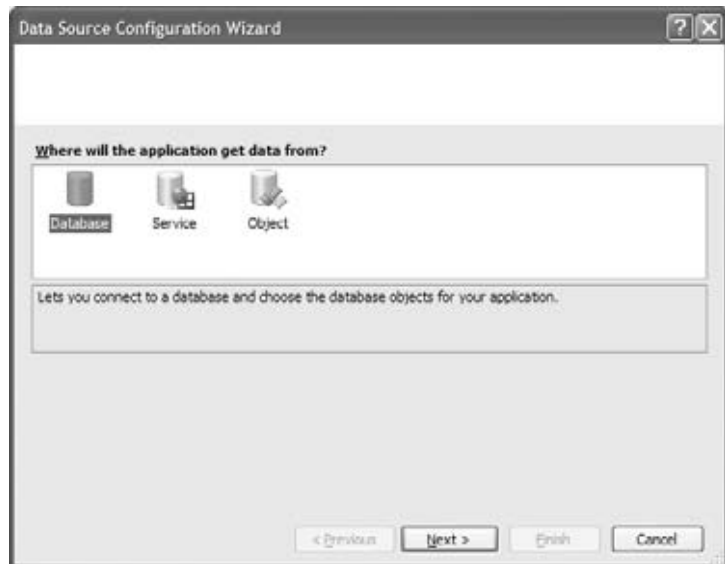 Data Source Configuration Wizard
Where will the application get data from?
Database Service Object
Lets you connect to a database and choose the database objects for your application.
< Previous Next > Finish Cancel